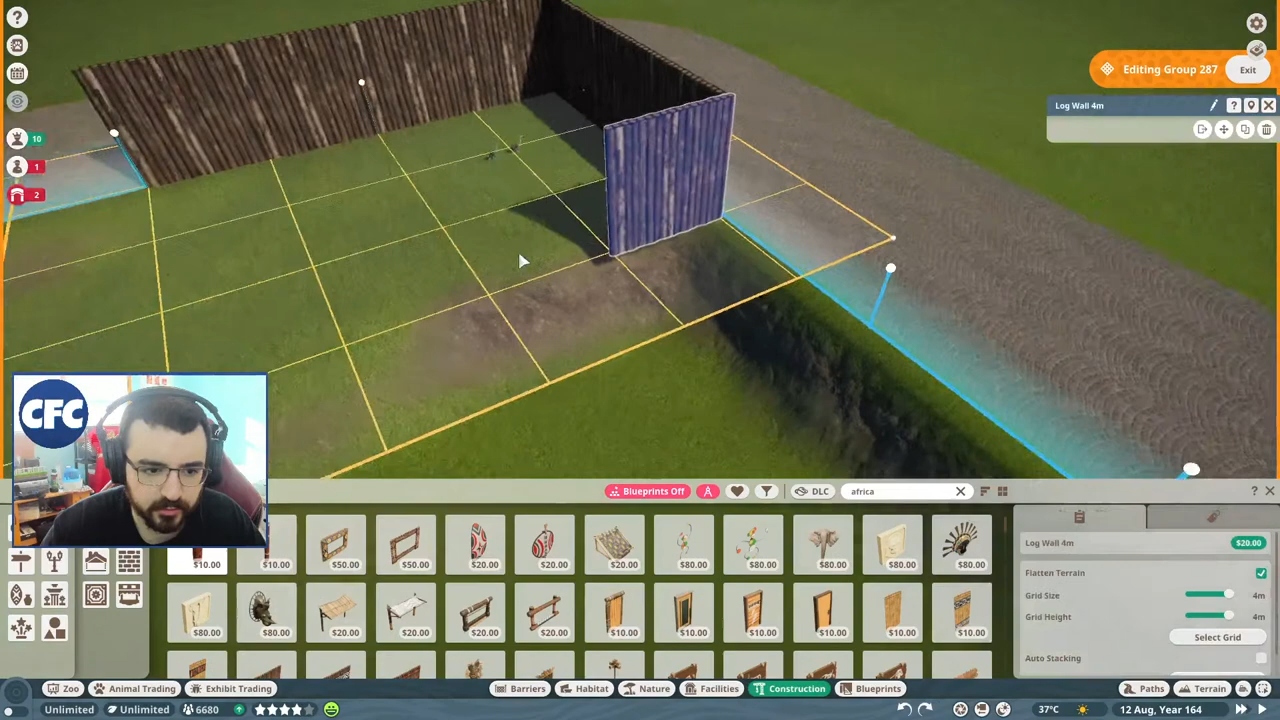 ?
Editing Group 287
Exit
Log Wall 4m
?
10
1
2
CFC
Blueprints Off
DLC
africa
?
$10.00
$10.00
$50.00
$50.00
$20.00
$20.00
$20.00
$80.00
$80.00
$80.00
$80.00
$80.00
$80.00
$80.00
$20.00
$20.00
$20.00
$20.00
$10.00
$10.00
$10.00
$10.00
$10.00
$10.00
Log Wall 4m
$20.00
Flatten Terrain
Grid Size
4m
Grid Height
4m
Select Grid
Auto Stacking
Zoo
Animal Trading
Exhibit Trading
Barriers
Habitat
Nature
Facilities
Construction
Blueprints
Paths
Terrain
Unlimited
Unlimited
6680
37°C
12 Aug, Year 164